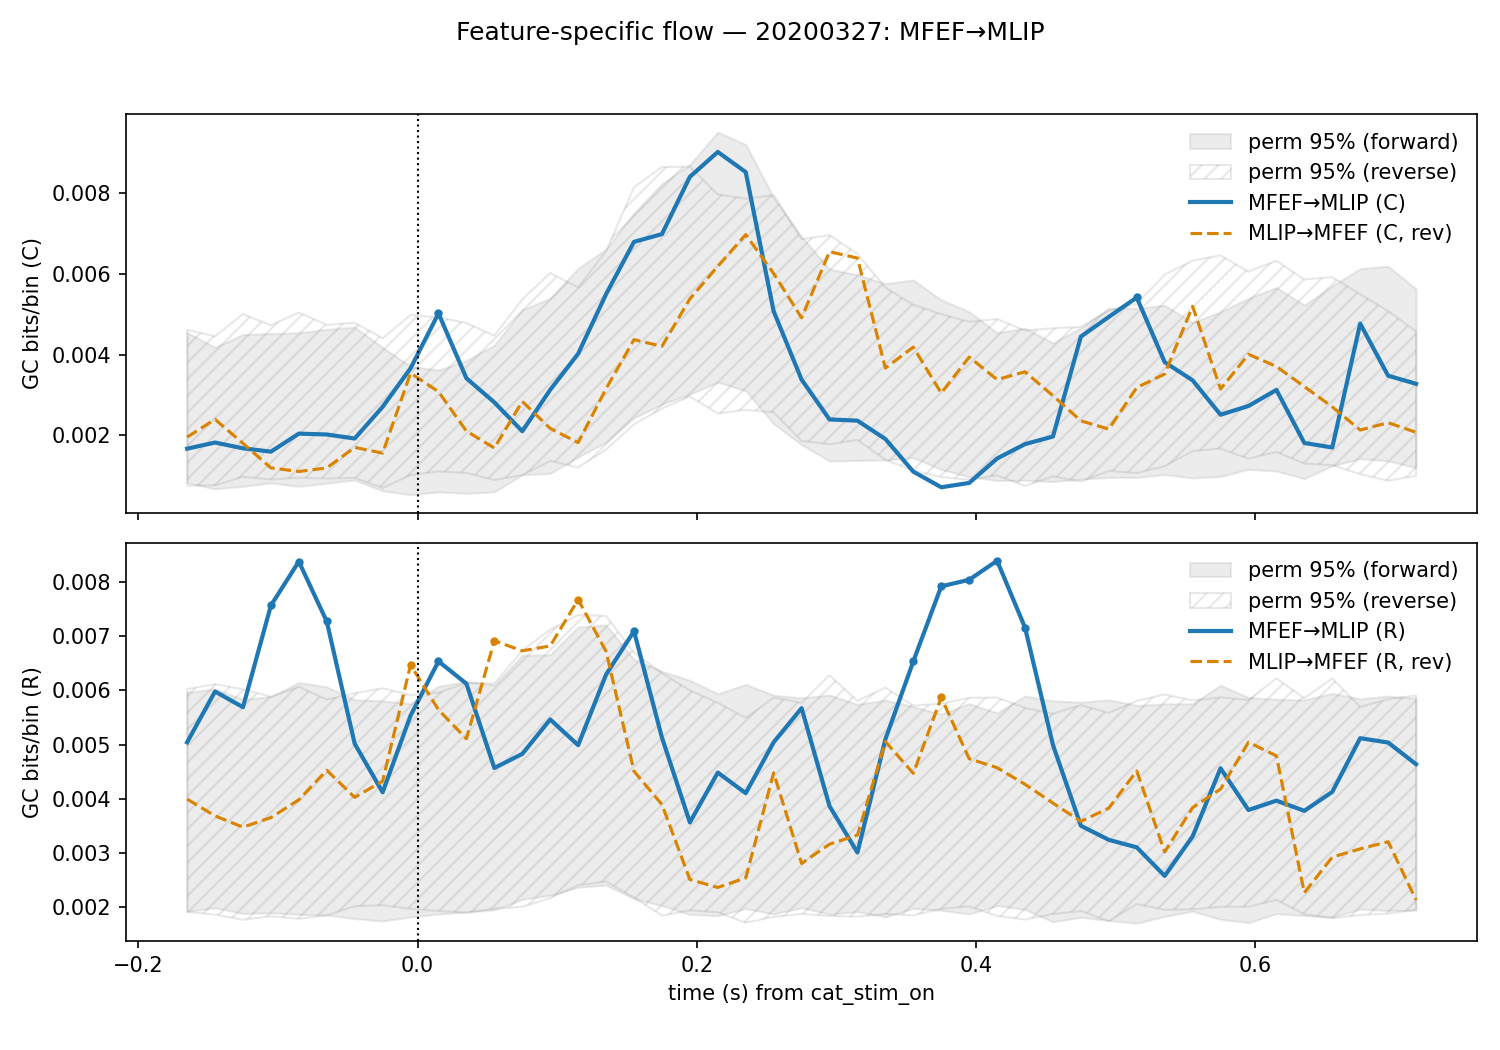 Feature-specific flow — 20200327: MFEF→MLIP
GC bits/bin (C)
0.008
0.006
0.004
0.002
perm 95% (forward)
perm 95% (reverse)
MFEF→MLIP (C)
MLIP→MFEF (C, rev)
GC bits/bin (R)
0.008
0.007
0.006
0.005
0.004
0.003
0.002
perm 95% (forward)
perm 95% (reverse)
MFEF→MLIP (R)
MLIP→MFEF (R, rev)
−0.2 0.0 0.2 0.4 0.6
time (s) from cat_stim_on